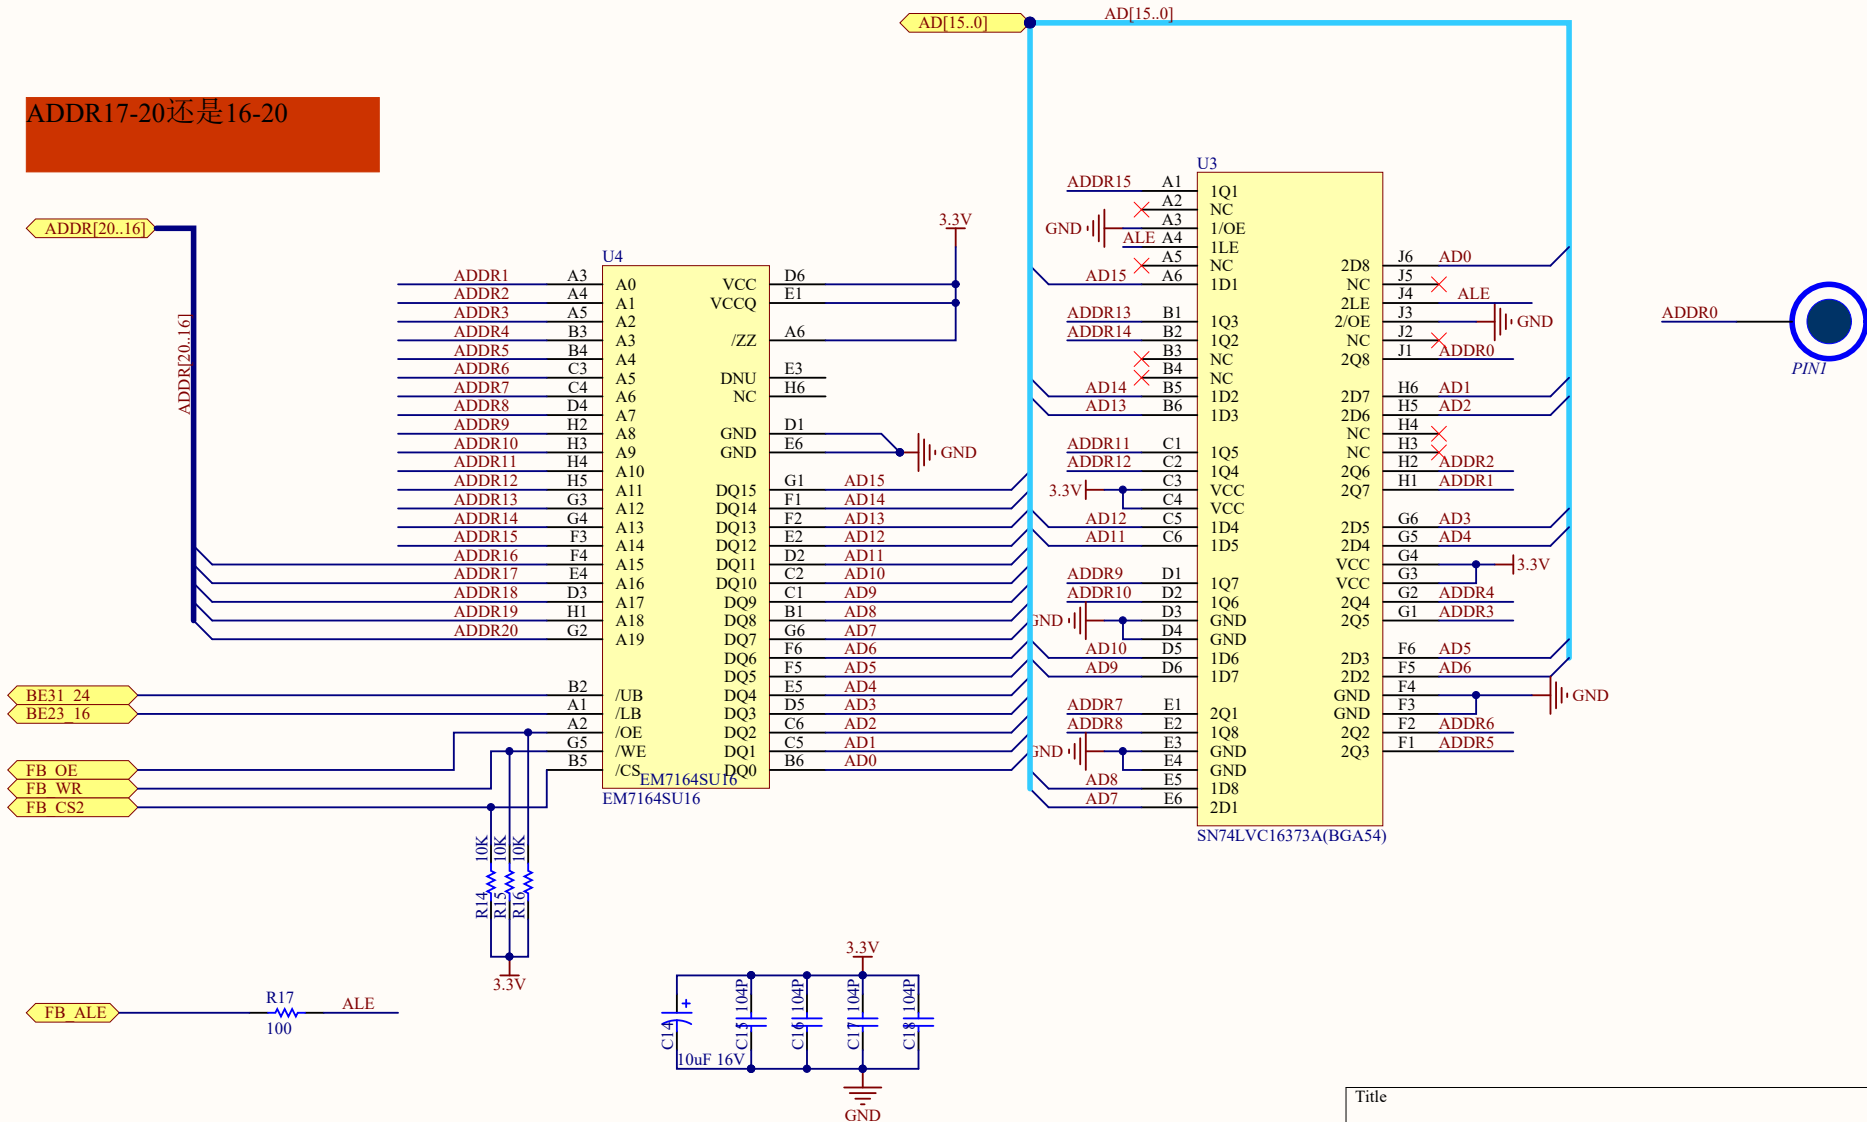 AD[15..0]
AD[15..0]
ADDR17-20还是16-20
ADDR[20..16]
ADDR[20..16]
U4
ADDR1 A3 A0
ADDR2 A4 A1
ADDR3 A5 A2
ADDR4 B3 A3
ADDR5 B4 A4
ADDR6 C3 A5
ADDR7 C4 A6
ADDR8 D4 A7
ADDR9 H2 A8
ADDR10 H3 A9
ADDR11 H4 A10
ADDR12 H5 A11
ADDR13 G3 A12
ADDR14 G4 A13
ADDR15 F3 A14
ADDR16 F4 A15
ADDR17 E4 A16
ADDR18 D3 A17
ADDR19 H1 A18
ADDR20 G2 A19
BE31_24 B2 /UB
BE23_16 A1 /LB
A2 /OE
G5 /WE
B5 /CS
FB_OE
FB_WR
FB_CS2
3.3V
VCC D6
VCCQ E1
/ZZ A6
DNU E3
NC H6
GND D1
GND E6
GND
DQ15 G1 AD15
DQ14 F1 AD14
DQ13 F2 AD13
DQ12 E2 AD12
DQ11 D2 AD11
DQ10 C2 AD10
DQ9 C1 AD9
DQ8 B1 AD8
DQ7 G6 AD7
DQ6 F6 AD6
DQ5 F5 AD5
DQ4 E5 AD4
DQ3 D5 AD3
DQ2 C6 AD2
DQ1 C5 AD1
DQ0 B6 AD0
EM7164SU16
EM7164SU16
U3
ADDR15 A1 1Q1
A2 NC
GND A3 1/OE
ALE A4 1LE
A5 NC
AD15 A6 1D1
ADDR13 B1 1Q3
ADDR14 B2 1Q2
B3 NC
B4 NC
AD14 B5 1D2
AD13 B6 1D3
ADDR11 C1 1Q5
ADDR12 C2 1Q4
3.3V C3 VCC
C4 VCC
AD12 C5 1D4
AD11 C6 1D5
ADDR9 D1 1Q7
ADDR10 D2 1Q6
GND D3 GND
D4 GND
AD10 D5 1D6
AD9 D6 1D7
ADDR7 E1 2Q1
ADDR8 E2 1Q8
GND E3 GND
E4 GND
AD8 E5 1D8
AD7 E6 2D1
2D8 J6 AD0
NC J5
2LE J4 ALE
2/OE J3 GND
NC J2
2Q8 J1 ADDR0
2D7 H6 AD1
2D6 H5 AD2
NC H4
NC H3
2Q6 H2 ADDR2
2Q7 H1 ADDR1
2D5 G6 AD3
2D4 G5 AD4
VCC G4 3.3V
VCC G3
2Q4 G2 ADDR4
2Q5 G1 ADDR3
2D3 F6 AD5
2D2 F5 AD6
GND F4 GND
GND F3
2Q2 F2 ADDR6
2Q3 F1 ADDR5
SN74LVC16373A(BGA54)
ADDR0
PIN1
10K 10K 10K
R14 R15 R16
3.3V
FB_ALE R17 ALE
100
3.3V
C14 C15 104P C16 104P C17 104P C18 104P
+
10uF 16V
GND
Title